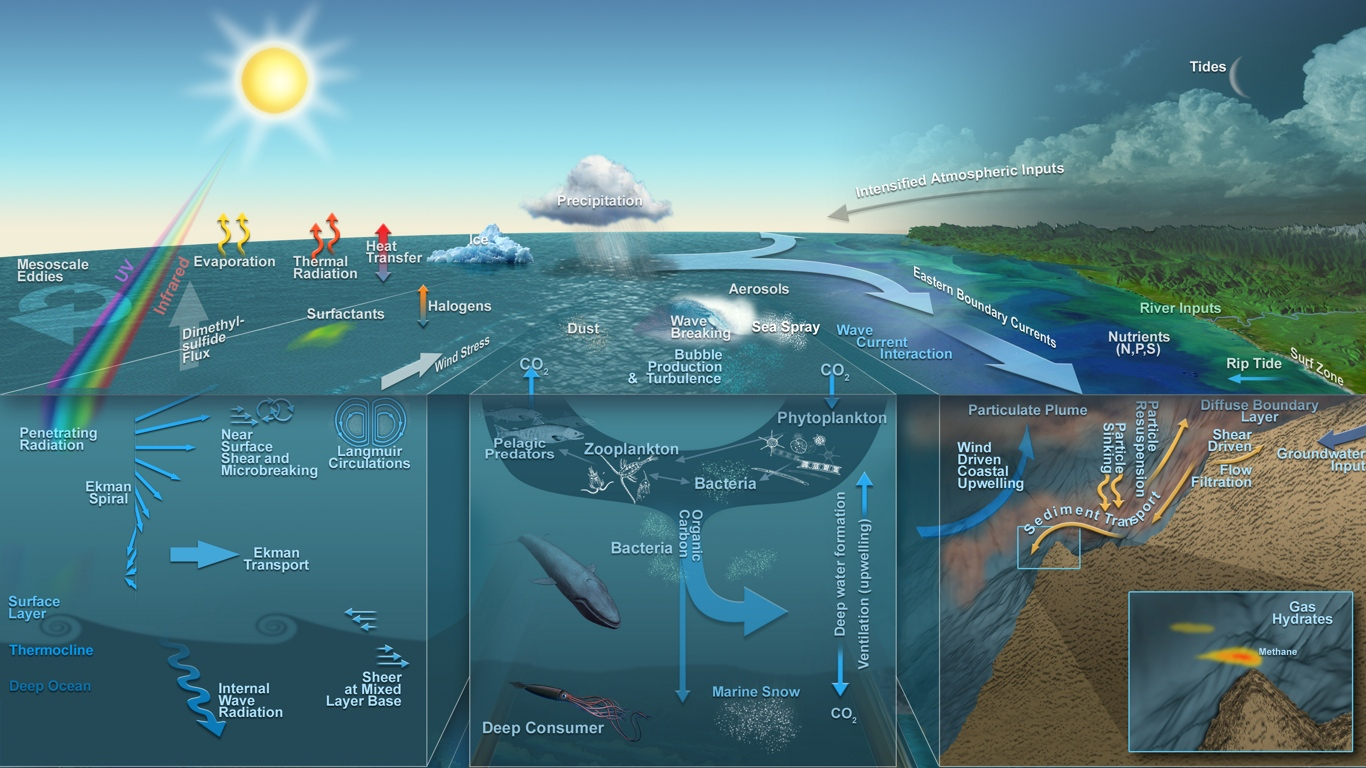 Tides
Intensified Atmospheric Inputs
Precipitation
Ice
Heat
Transfer
Thermal
Radiation
Evaporation
UV
Infrared
Mesoscale
Eddies
Dimethyl-
sulfide
Flux
Surfactants
Halogens
Wind Stress
Dust
Aerosols
Wave
Breaking
Sea Spray
Bubble
Production
& Turbulence
Wave
Current
Interaction
Eastern Boundary Currents
River Inputs
Nutrients
(N,P,S)
Rip Tide
Surf Zone
CO2
CO2
Penetrating
Radiation
Near
Surface
Shear and
Microbreaking
Langmuir
Circulations
Ekman
Spiral
Ekman
Transport
Surface
Layer
Thermocline
Deep Ocean
Internal
Wave
Radiation
Sheer
at Mixed
Layer Base
Pelagic
Predators
Zooplankton
Phytoplankton
Bacteria
Bacteria
Organic
Carbon
Deep water formation
Ventilation (upwelling)
Marine Snow
Deep Consumer
CO2
Particulate Plume
Wind
Driven
Coastal
Upwelling
Particle
Sinking
Particle
Resuspension
Diffuse Boundary
Layer
Shear
Driven
Flow
Filtration
Groundwater
Input
Sediment Transport
Gas
Hydrates
Methane